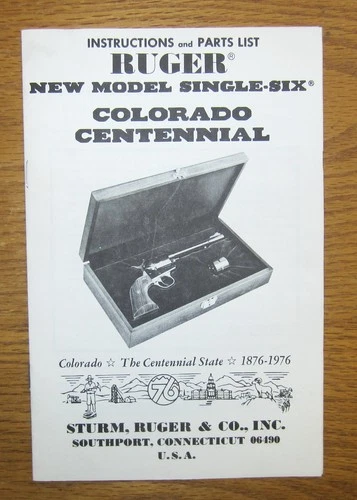 INSTRUCTIONS and PARTS LIST
RUGER®
NEW MODEL SINGLE-SIX®
COLORADO
CENTENNIAL
Colorado ☆ The Centennial State ☆ 1876-1976
76
STURM, RUGER & CO., INC.
SOUTHPORT, CONNECTICUT 06490
U.S.A.